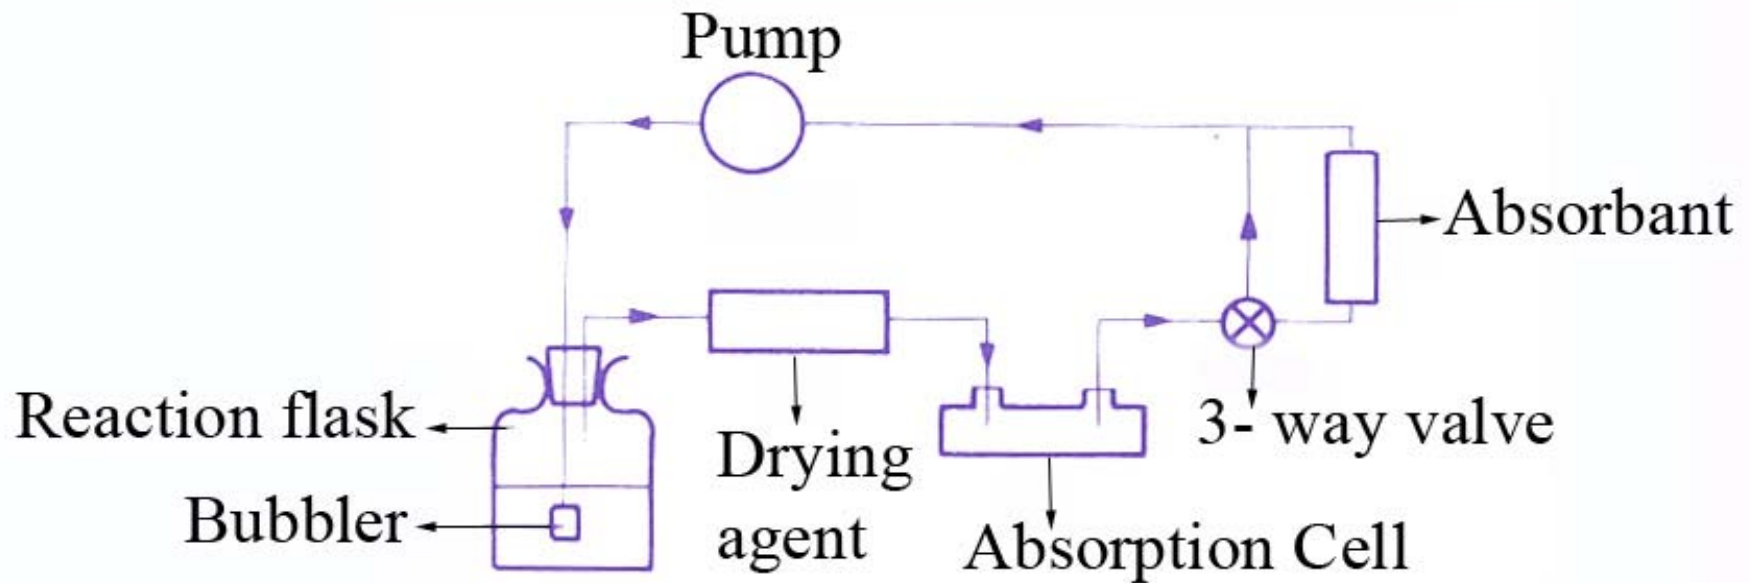 Pump
Absorbant
Reaction flask
3- way valve
Drying
agent
Bubbler
Absorption Cell